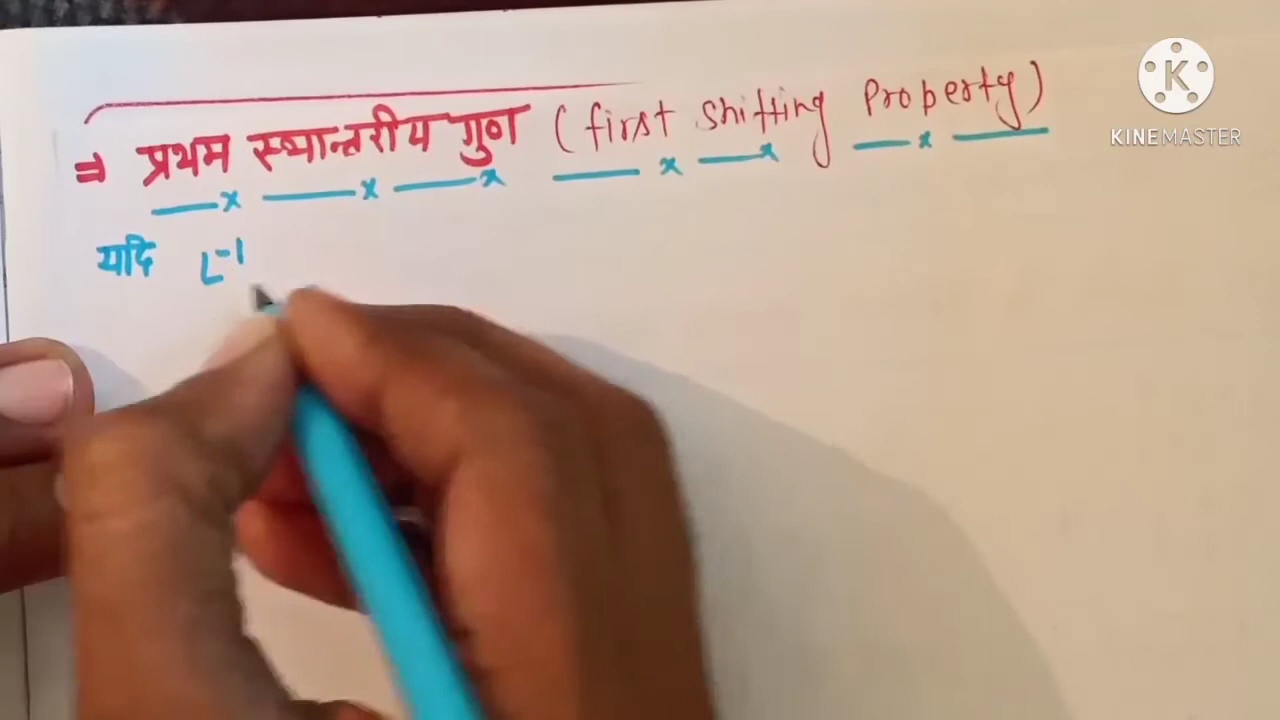 ⇒ प्रथम स्थान्तरीय गुण (first shifting Property)
यदि L⁻¹
K
KINEMASTER